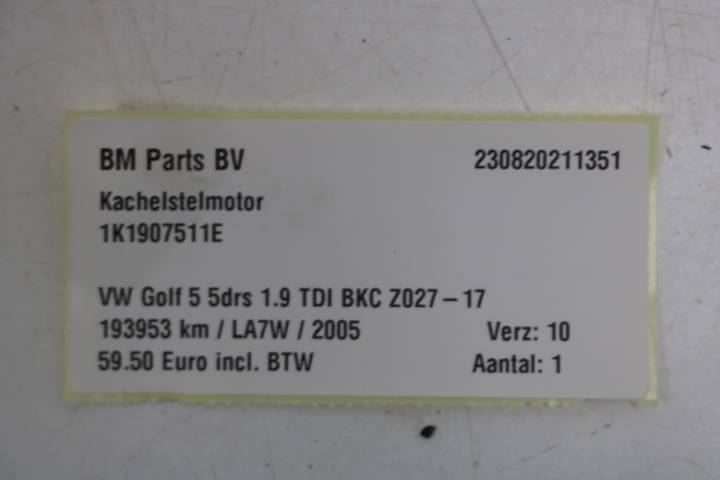 BM Parts BV 230820211351
Kachelstelmotor
1K1907511E
VW Golf 5 5drs 1.9 TDI BKC Z027-17
193953 km / LA7W / 2005 Verz: 10
59.50 Euro incl. BTW Aantal: 1